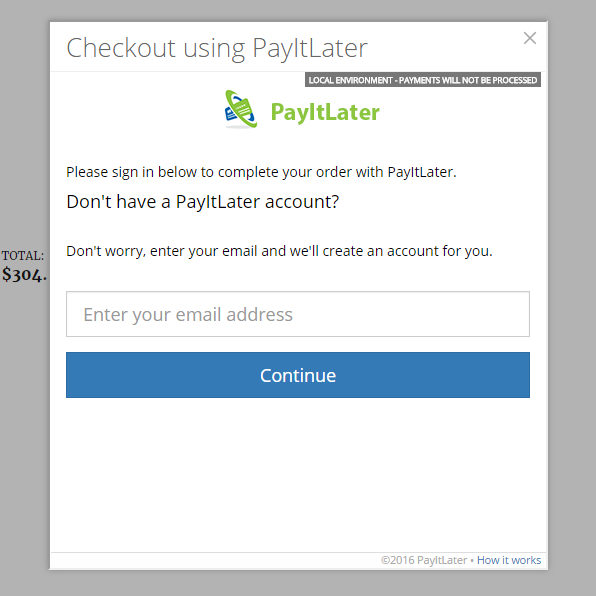 Checkout using PayItLater
×
LOCAL ENVIRONMENT - PAYMENTS WILL NOT BE PROCESSED
PayItLater
Please sign in below to complete your order with PayItLater.
Don't have a PayItLater account?
Don't worry, enter your email and we'll create an account for you.
TOTAL:
$304.
Enter your email address
Continue
©2016 PayItLater • How it works